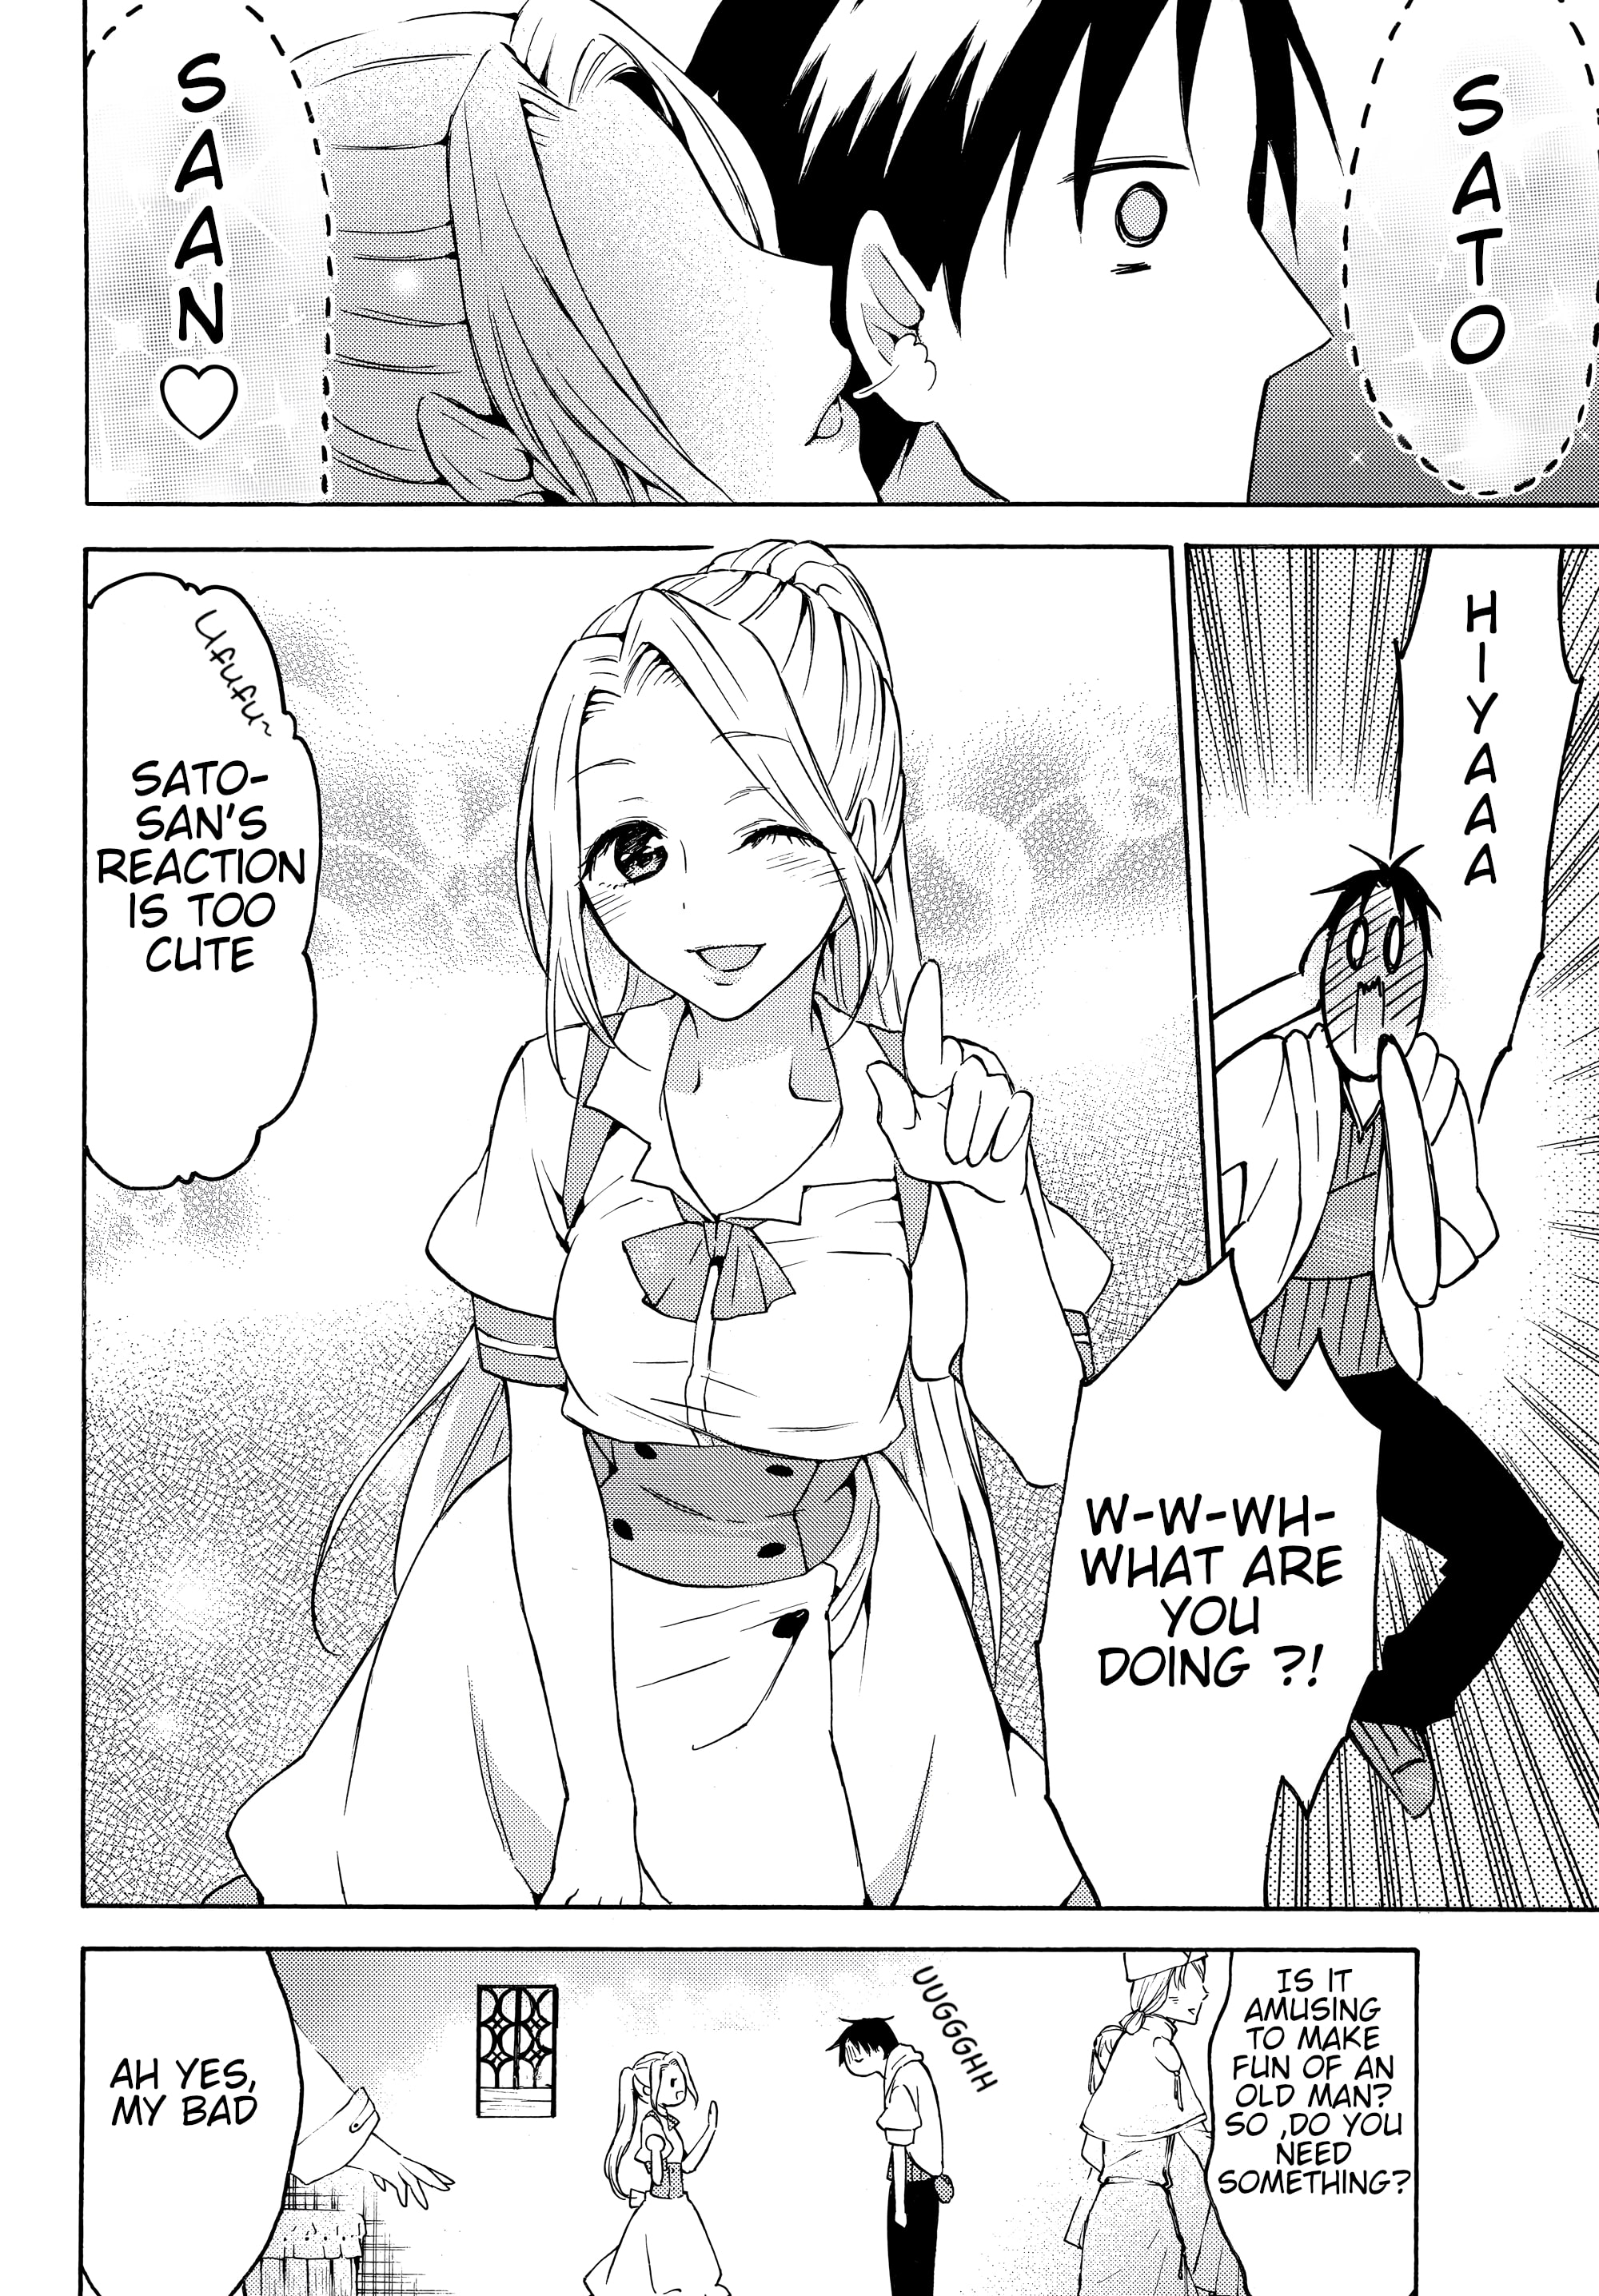 SATO
SAAN♡
HIYAAA
W-W-WH-
WHAT ARE
YOU
DOING ?!
Ufufufu~
SATO-
SAN'S
REACTION
IS TOO
CUTE
IS IT
AMUSING
TO MAKE
FUN OF AN
OLD MAN?
SO ,DO YOU
NEED
SOMETHING?
UUGGGHH
AH YES,
MY BAD